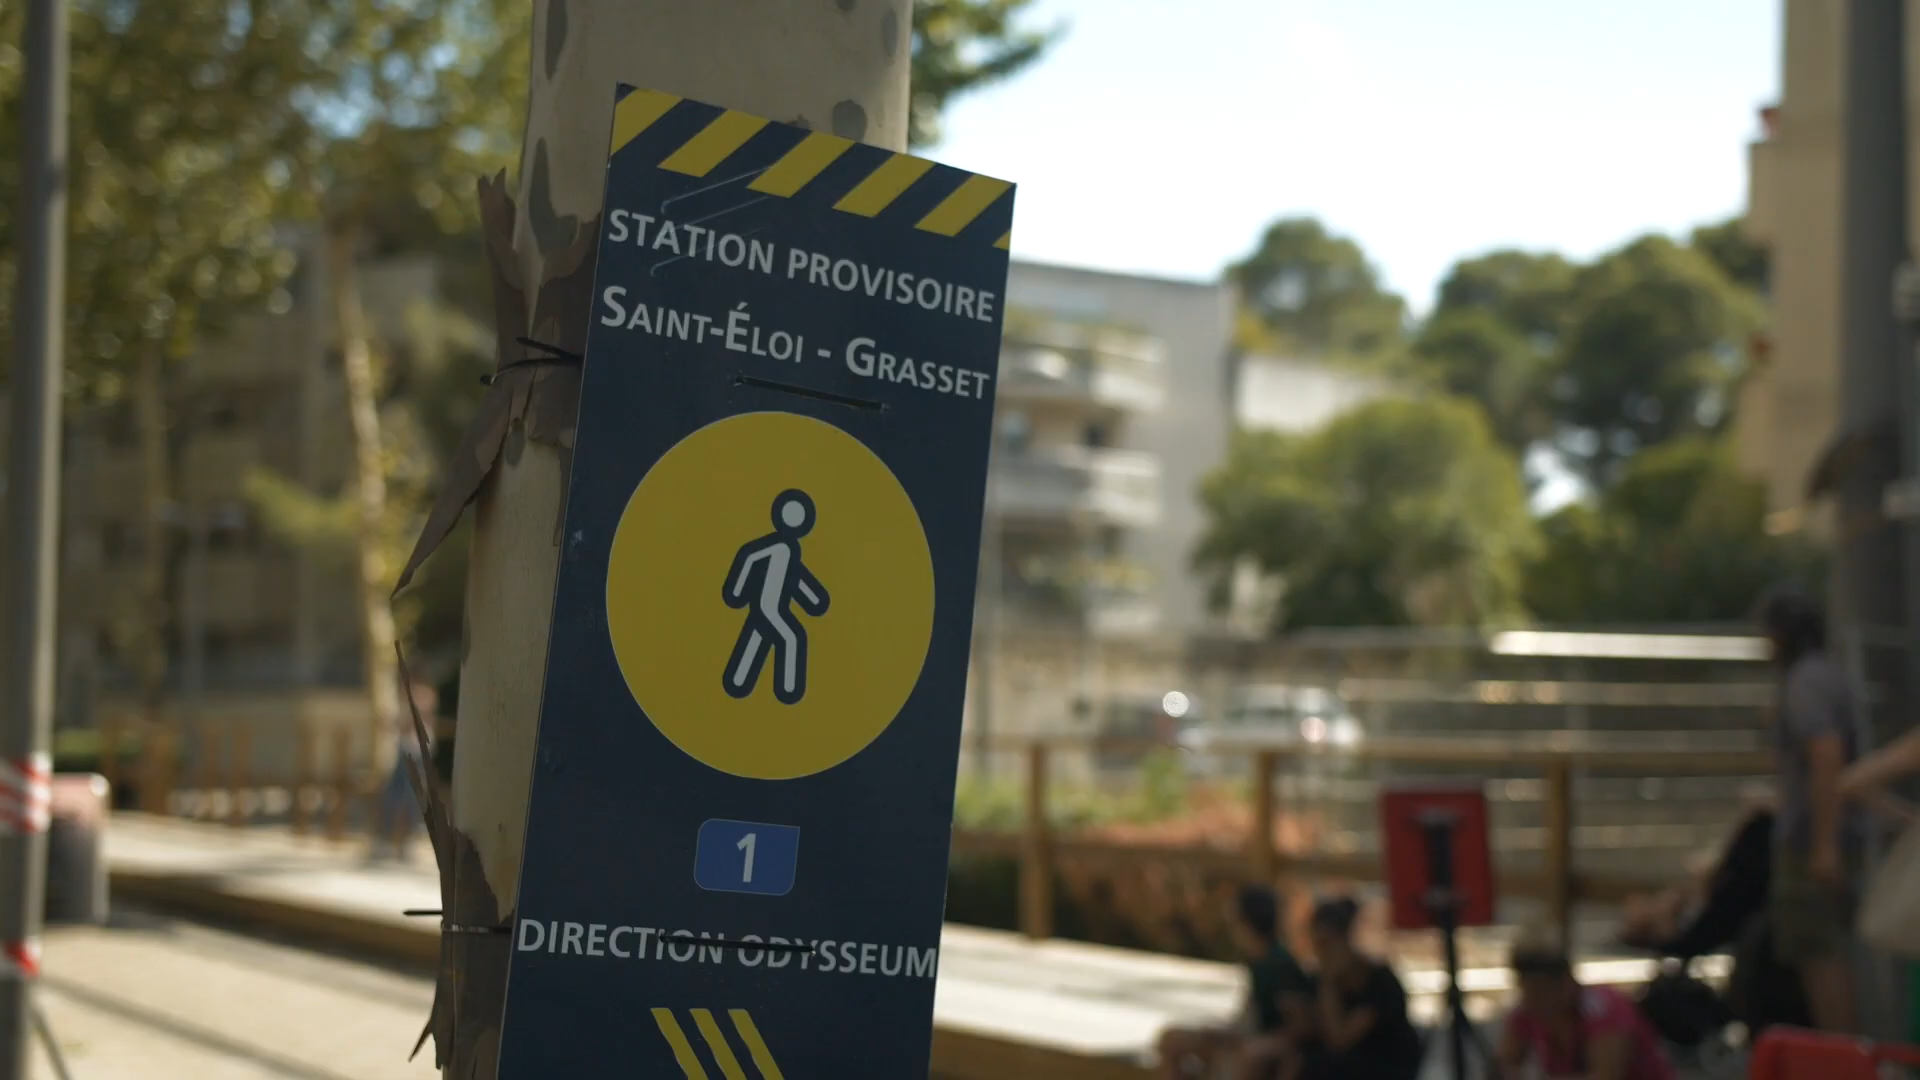 STATION PROVISOIRE
SAINT-ÉLOI - GRASSET
1
DIRECTION ODYSSEUM